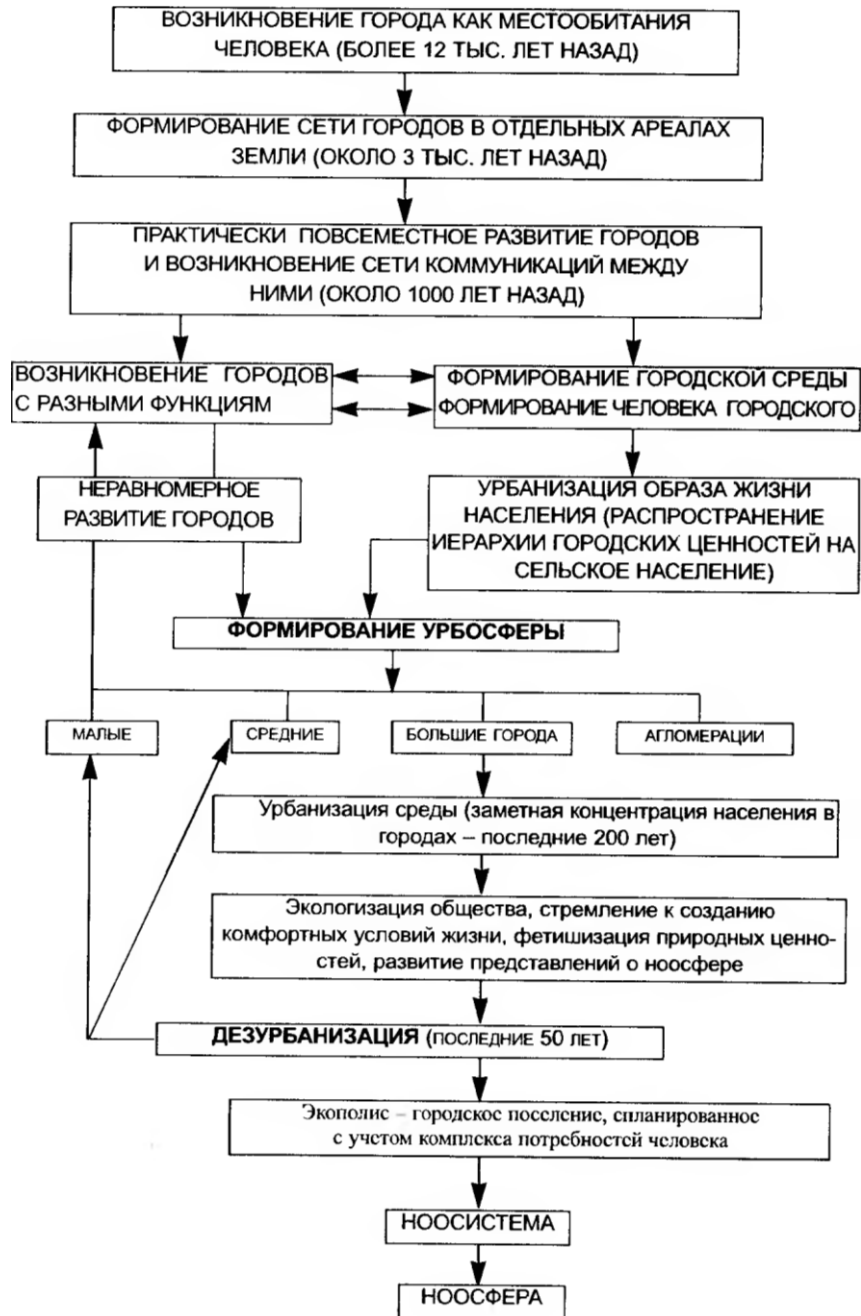 ВОЗНИКНОВЕНИЕ ГОРОДА КАК МЕСТООБИТАНИЯ
ЧЕЛОВЕКА (БОЛЕЕ 12 ТЫС. ЛЕТ НАЗАД)
ФОРМИРОВАНИЕ СЕТИ ГОРОДОВ В ОТДЕЛЬНЫХ АРЕАЛАХ
ЗЕМЛИ (ОКОЛО 3 ТЫС. ЛЕТ НАЗАД)
ПРАКТИЧЕСКИ ПОВСЕМЕСТНОЕ РАЗВИТИЕ ГОРОДОВ
И ВОЗНИКНОВЕНИЕ СЕТИ КОММУНИКАЦИЙ МЕЖДУ
НИМИ (ОКОЛО 1000 ЛЕТ НАЗАД)
ВОЗНИКНОВЕНИЕ ГОРОДОВ
С РАЗНЫМИ ФУНКЦИЯМ
ФОРМИРОВАНИЕ ГОРОДСКОЙ СРЕДЫ
ФОРМИРОВАНИЕ ЧЕЛОВЕКА ГОРОДСКОГО
НЕРАВНОМЕРНОЕ
РАЗВИТИЕ ГОРОДОВ
УРБАНИЗАЦИЯ ОБРАЗА ЖИЗНИ
НАСЕЛЕНИЯ (РАСПРОСТРАНЕНИЕ
ИЕРАРХИИ ГОРОДСКИХ ЦЕННОСТЕЙ НА
СЕЛЬСКОЕ НАСЕЛЕНИЕ)
ФОРМИРОВАНИЕ УРБОСФЕРЫ
МАЛЫЕ
СРЕДНИЕ
БОЛЬШИЕ ГОРОДА
АГЛОМЕРАЦИИ
Урбанизация среды (заметная концентрация населения в
городах – последние 200 лет)
Экологизация общества, стремление к созданию
комфортных условий жизни, фетишизация природных ценно-
стей, развитие представлений о ноосфере
ДЕЗУРБАНИЗАЦИЯ (ПОСЛЕДНИЕ 50 ЛЕТ)
Экополис – городское поселение, спланированное
с учетом комплекса потребностей человека
НООСИСТЕМА
НООСФЕРА